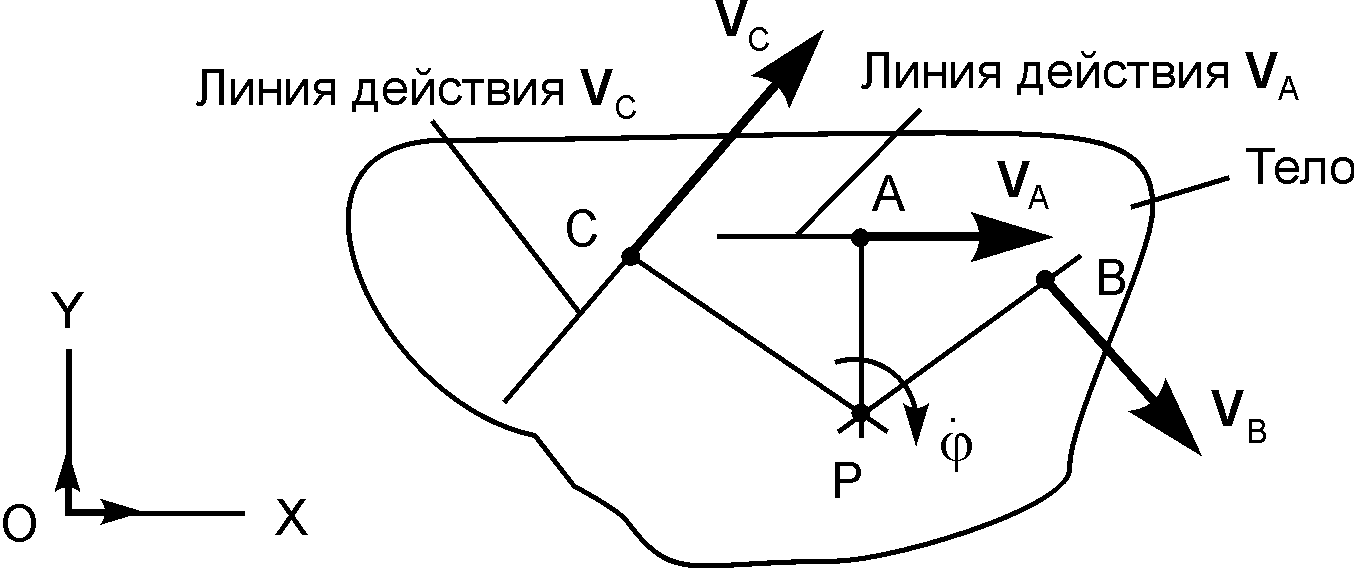 V_C
Линия действия V_C
Линия действия V_A
Тело
A
V_A
C
B
Y
V_B
φ̇
P
O
X